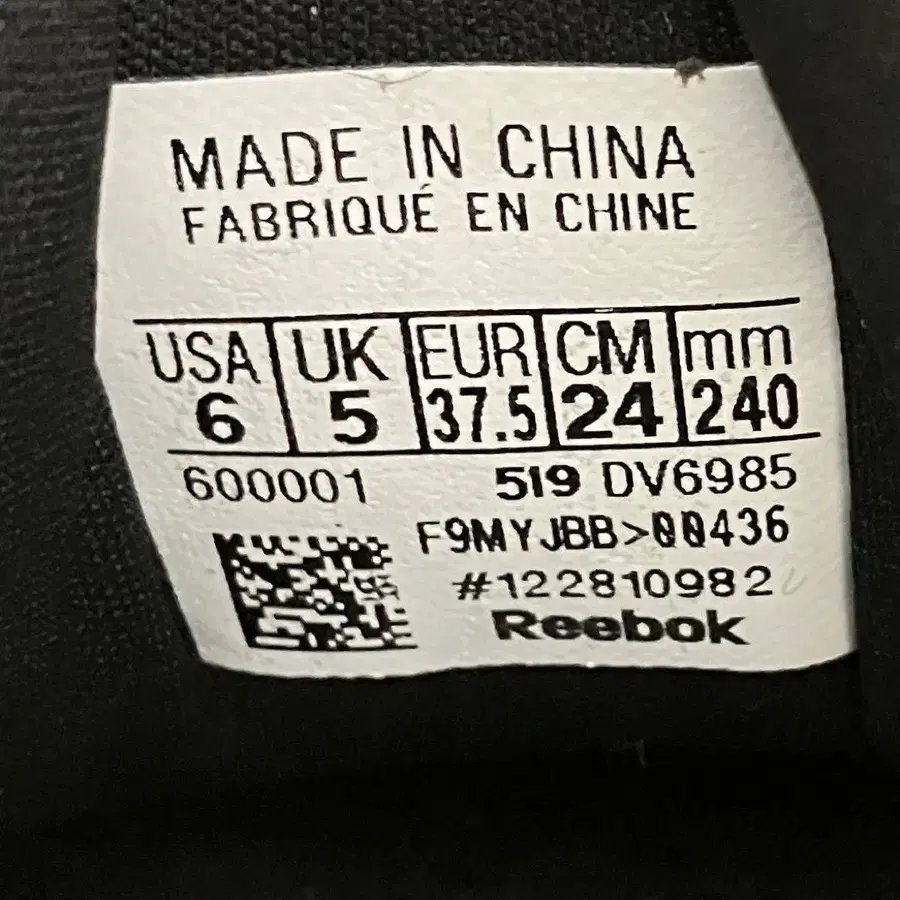 MADE IN CHINA
FABRIQUÉ EN CHINE
USA UK EUR CM mm
6 5 37.5 24 240
600001 519 DV6985
F9MYJBB>00436
#122810982
Reebok